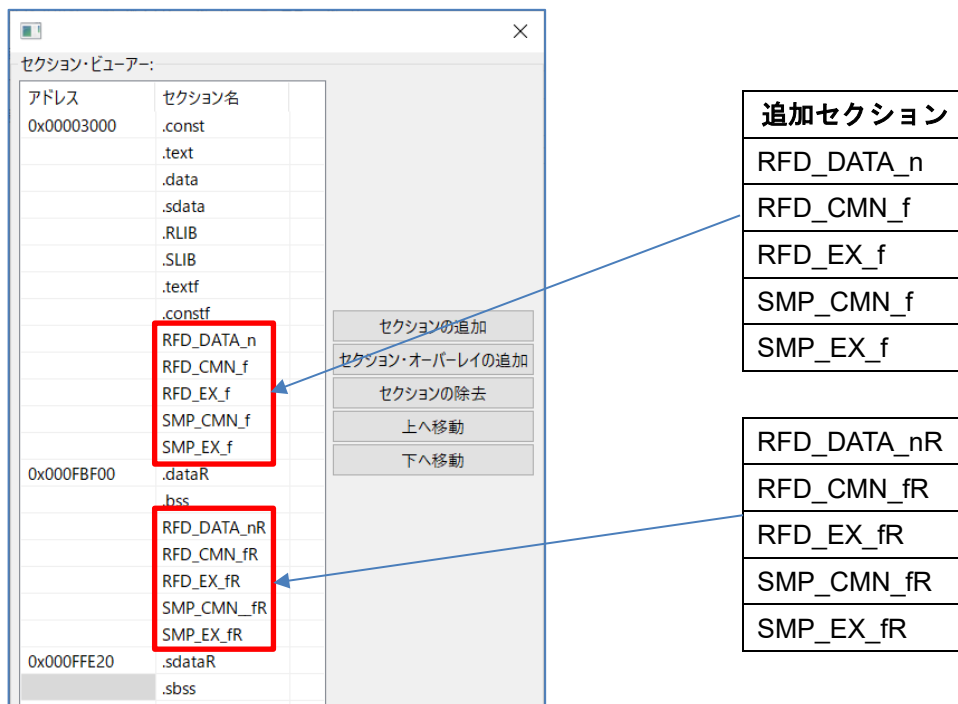 セクション・ビューアー:
アドレス セクション名
0x00003000 .const
.text
.data
.sdata
.RLIB
.SLIB
.textf
.constf
RFD_DATA_n
RFD_CMN_f
RFD_EX_f
SMP_CMN_f
SMP_EX_f
0x000FBF00 .dataR
.bss
RFD_DATA_nR
RFD_CMN_fR
RFD_EX_fR
SMP_CMN__fR
SMP_EX_fR
0x000FFE20 .sdataR
.sbss
セクションの追加
セクション・オーバーレイの追加
セクションの除去
上へ移動
下へ移動
追加セクション
RFD_DATA_n
RFD_CMN_f
RFD_EX_f
SMP_CMN_f
SMP_EX_f
RFD_DATA_nR
RFD_CMN_fR
RFD_EX_fR
SMP_CMN_fR
SMP_EX_fR